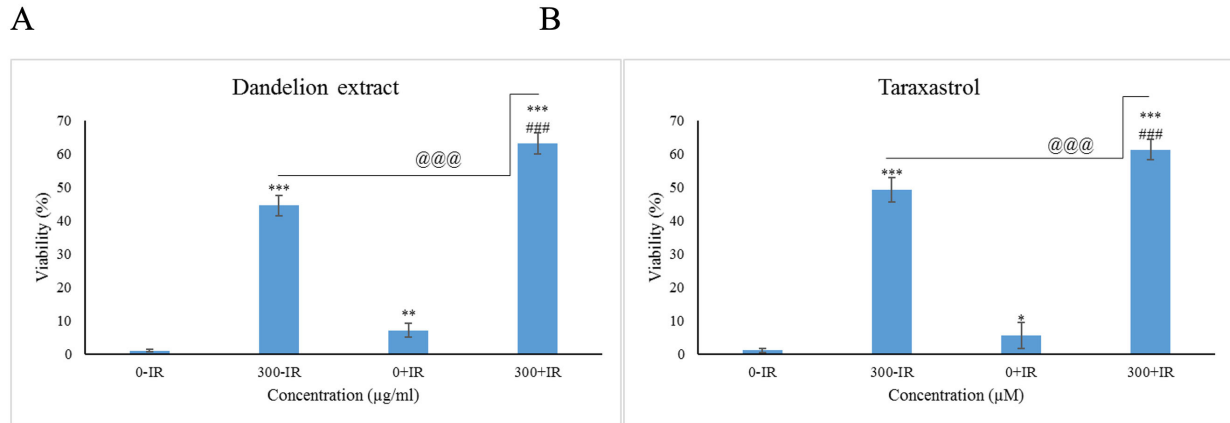 A
B
Dandelion extract
Viability (%)
70
60
50
40
30
20
10
0
***
@@@
**
***
###
0-IR
300-IR
0+IR
300+IR
Concentration (µg/ml)
Taraxastrol
Viability (%)
70
60
50
40
30
20
10
0
***
@@@
*
***
###
0-IR
300-IR
0+IR
300+IR
Concentration (µM)